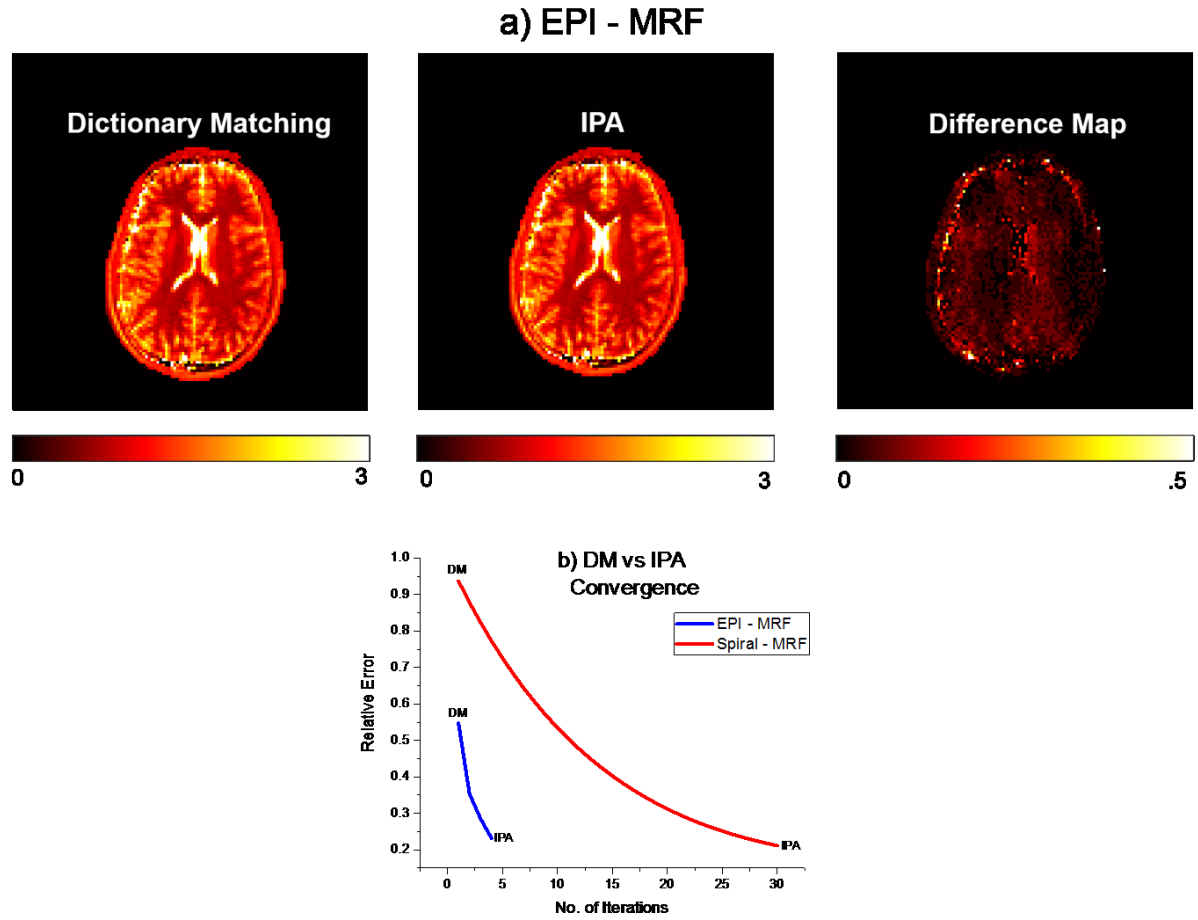 a) EPI - MRF
Dictionary Matching
IPA
Difference Map
0 3
0 3
0 .5
b) DM vs IPA
Convergence
EPI - MRF
Spiral - MRF
DM
DM
IPA
IPA
Relative Error
1.0
0.9
0.8
0.7
0.6
0.5
0.4
0.3
0.2
0 5 10 15 20 25 30
No. of Iterations